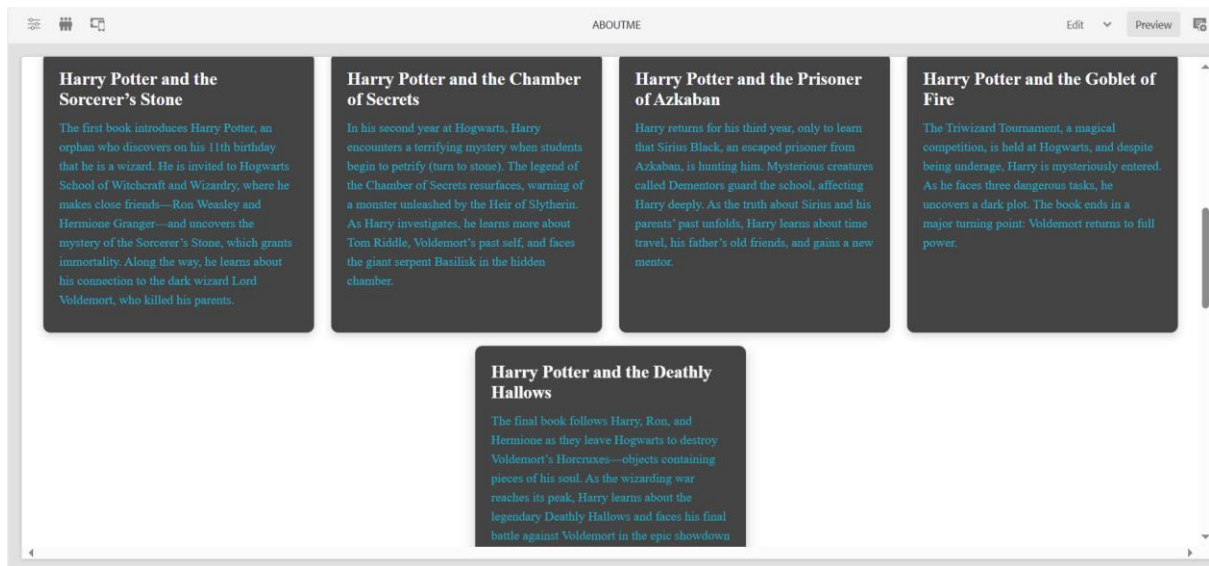 ABOUTME
Edit
Preview
Harry Potter and the
Sorcerer’s Stone
The first book introduces Harry Potter, an
orphan who discovers on his 11th birthday
that he is a wizard. He is invited to Hogwarts
School of Witchcraft and Wizardry, where he
makes close friends—Ron Weasley and
Hermione Granger—and uncovers the
mystery of the Sorcerer’s Stone, which grants
immortality. Along the way, he learns about
his connection to the dark wizard Lord
Voldemort, who killed his parents.
Harry Potter and the Chamber
of Secrets
In his second year at Hogwarts, Harry
encounters a terrifying mystery when students
begin to petrify (turn to stone). The legend of
the Chamber of Secrets resurfaces, warning of
a monster unleashed by the Heir of Slytherin.
As Harry investigates, he learns more about
Tom Riddle, Voldemort’s past self, and faces
the giant serpent Basilisk in the hidden
chamber.
Harry Potter and the Prisoner
of Azkaban
Harry returns for his third year, only to learn
that Sirius Black, an escaped prisoner from
Azkaban, is hunting him. Mysterious creatures
called Dementors guard the school, affecting
Harry deeply. As the truth about Sirius and his
parents’ past unfolds, Harry learns about time
travel, his father’s old friends, and gains a new
mentor.
Harry Potter and the Goblet of
Fire
The Triwizard Tournament, a magical
competition, is held at Hogwarts, and despite
being underage, Harry is mysteriously entered.
As he faces three dangerous tasks, he
uncovers a dark plot. The book ends in a
major turning point: Voldemort returns to full
power.
Harry Potter and the Deathly
Hallows
The final book follows Harry, Ron, and
Hermione as they leave Hogwarts to destroy
Voldemort’s Horcruxes—objects containing
pieces of his soul. As the wizarding war
reaches its peak, Harry learns about the
legendary Deathly Hallows and faces his final
battle against Voldemort in the epic showdown